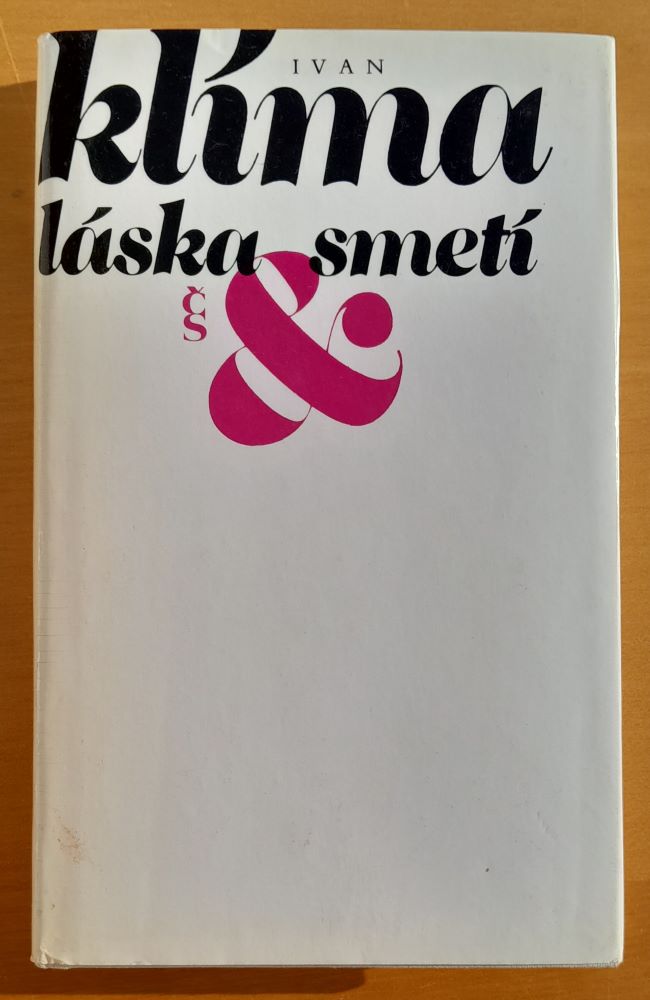 IVAN
klíma
láska & smetí
čs